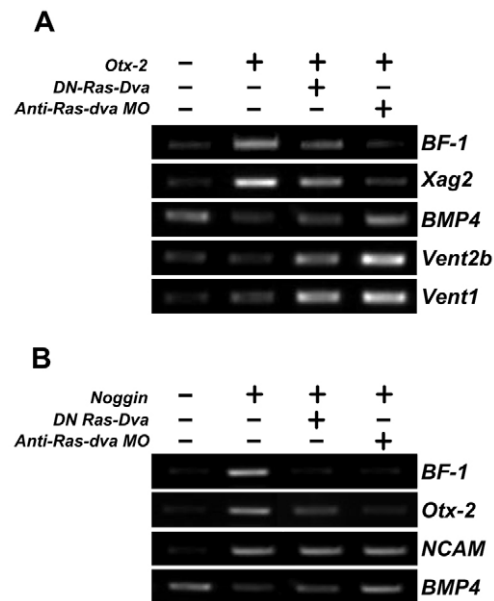 A
Otx-2 − + + +
DN-Ras-Dva − − + −
Anti-Ras-dva MO − − − +
BF-1
Xag2
BMP4
Vent2b
Vent1
B
Noggin − + + +
DN Ras-Dva − − + −
Anti-Ras-dva MO − − − +
BF-1
Otx-2
NCAM
BMP4